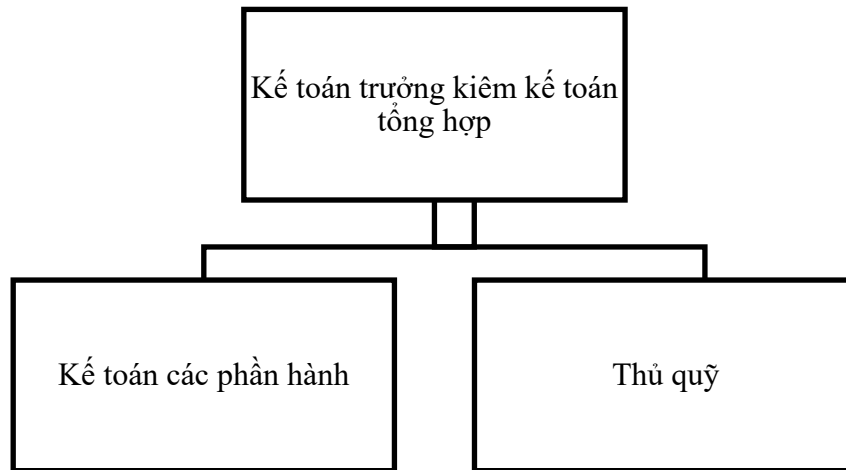 Kế toán trưởng kiêm kế toán
tổng hợp
Kế toán các phần hành
Thủ quỹ